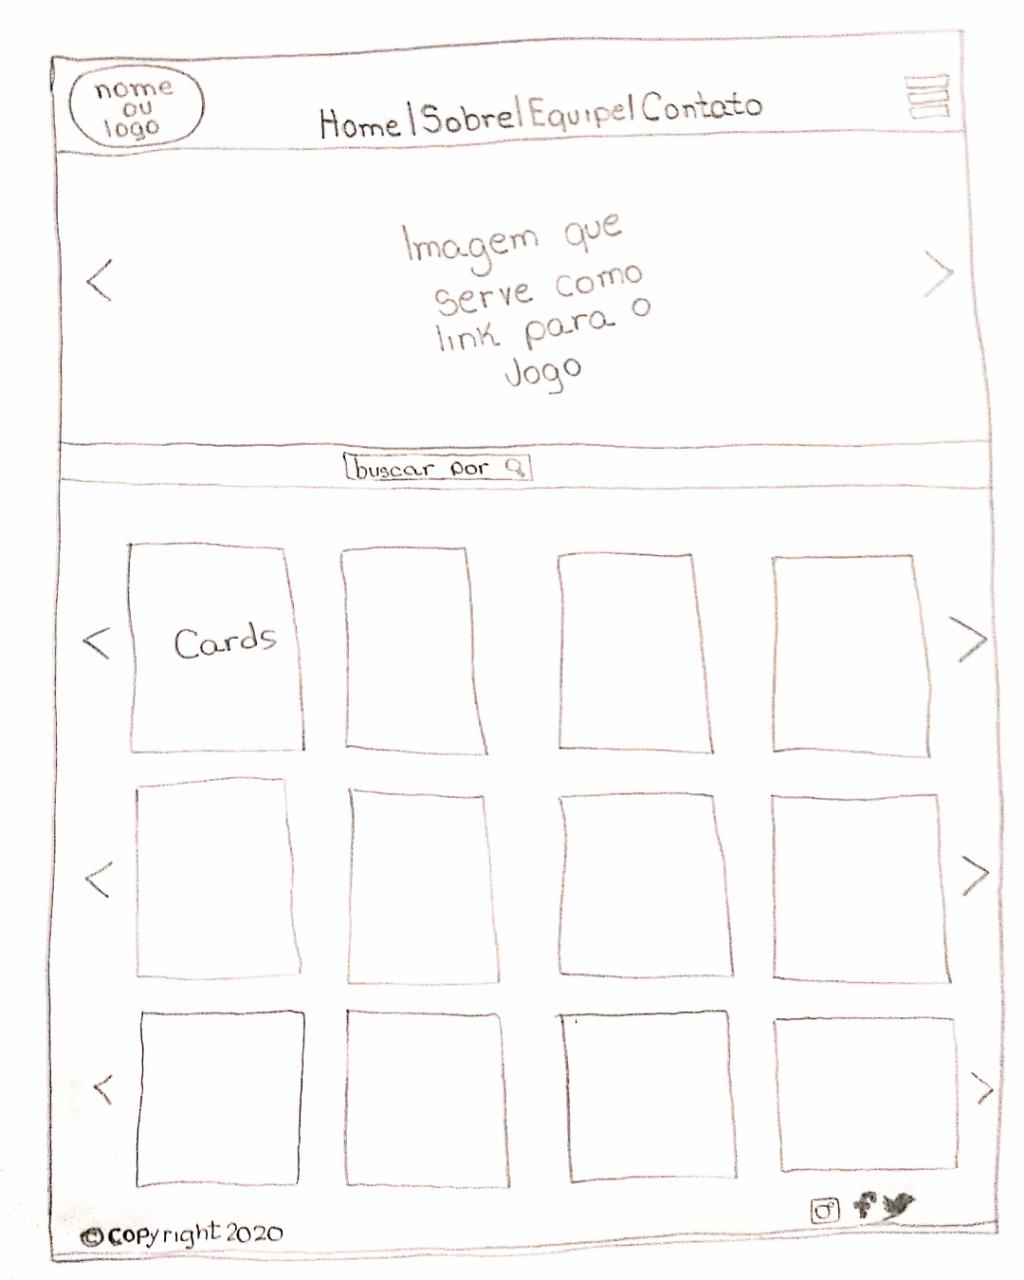 nome
ou
logo
Home|Sobre|Equipe|Contato
Imagem que
serve como
link para o
Jogo
buscar por
Cards
©COPyright 2020